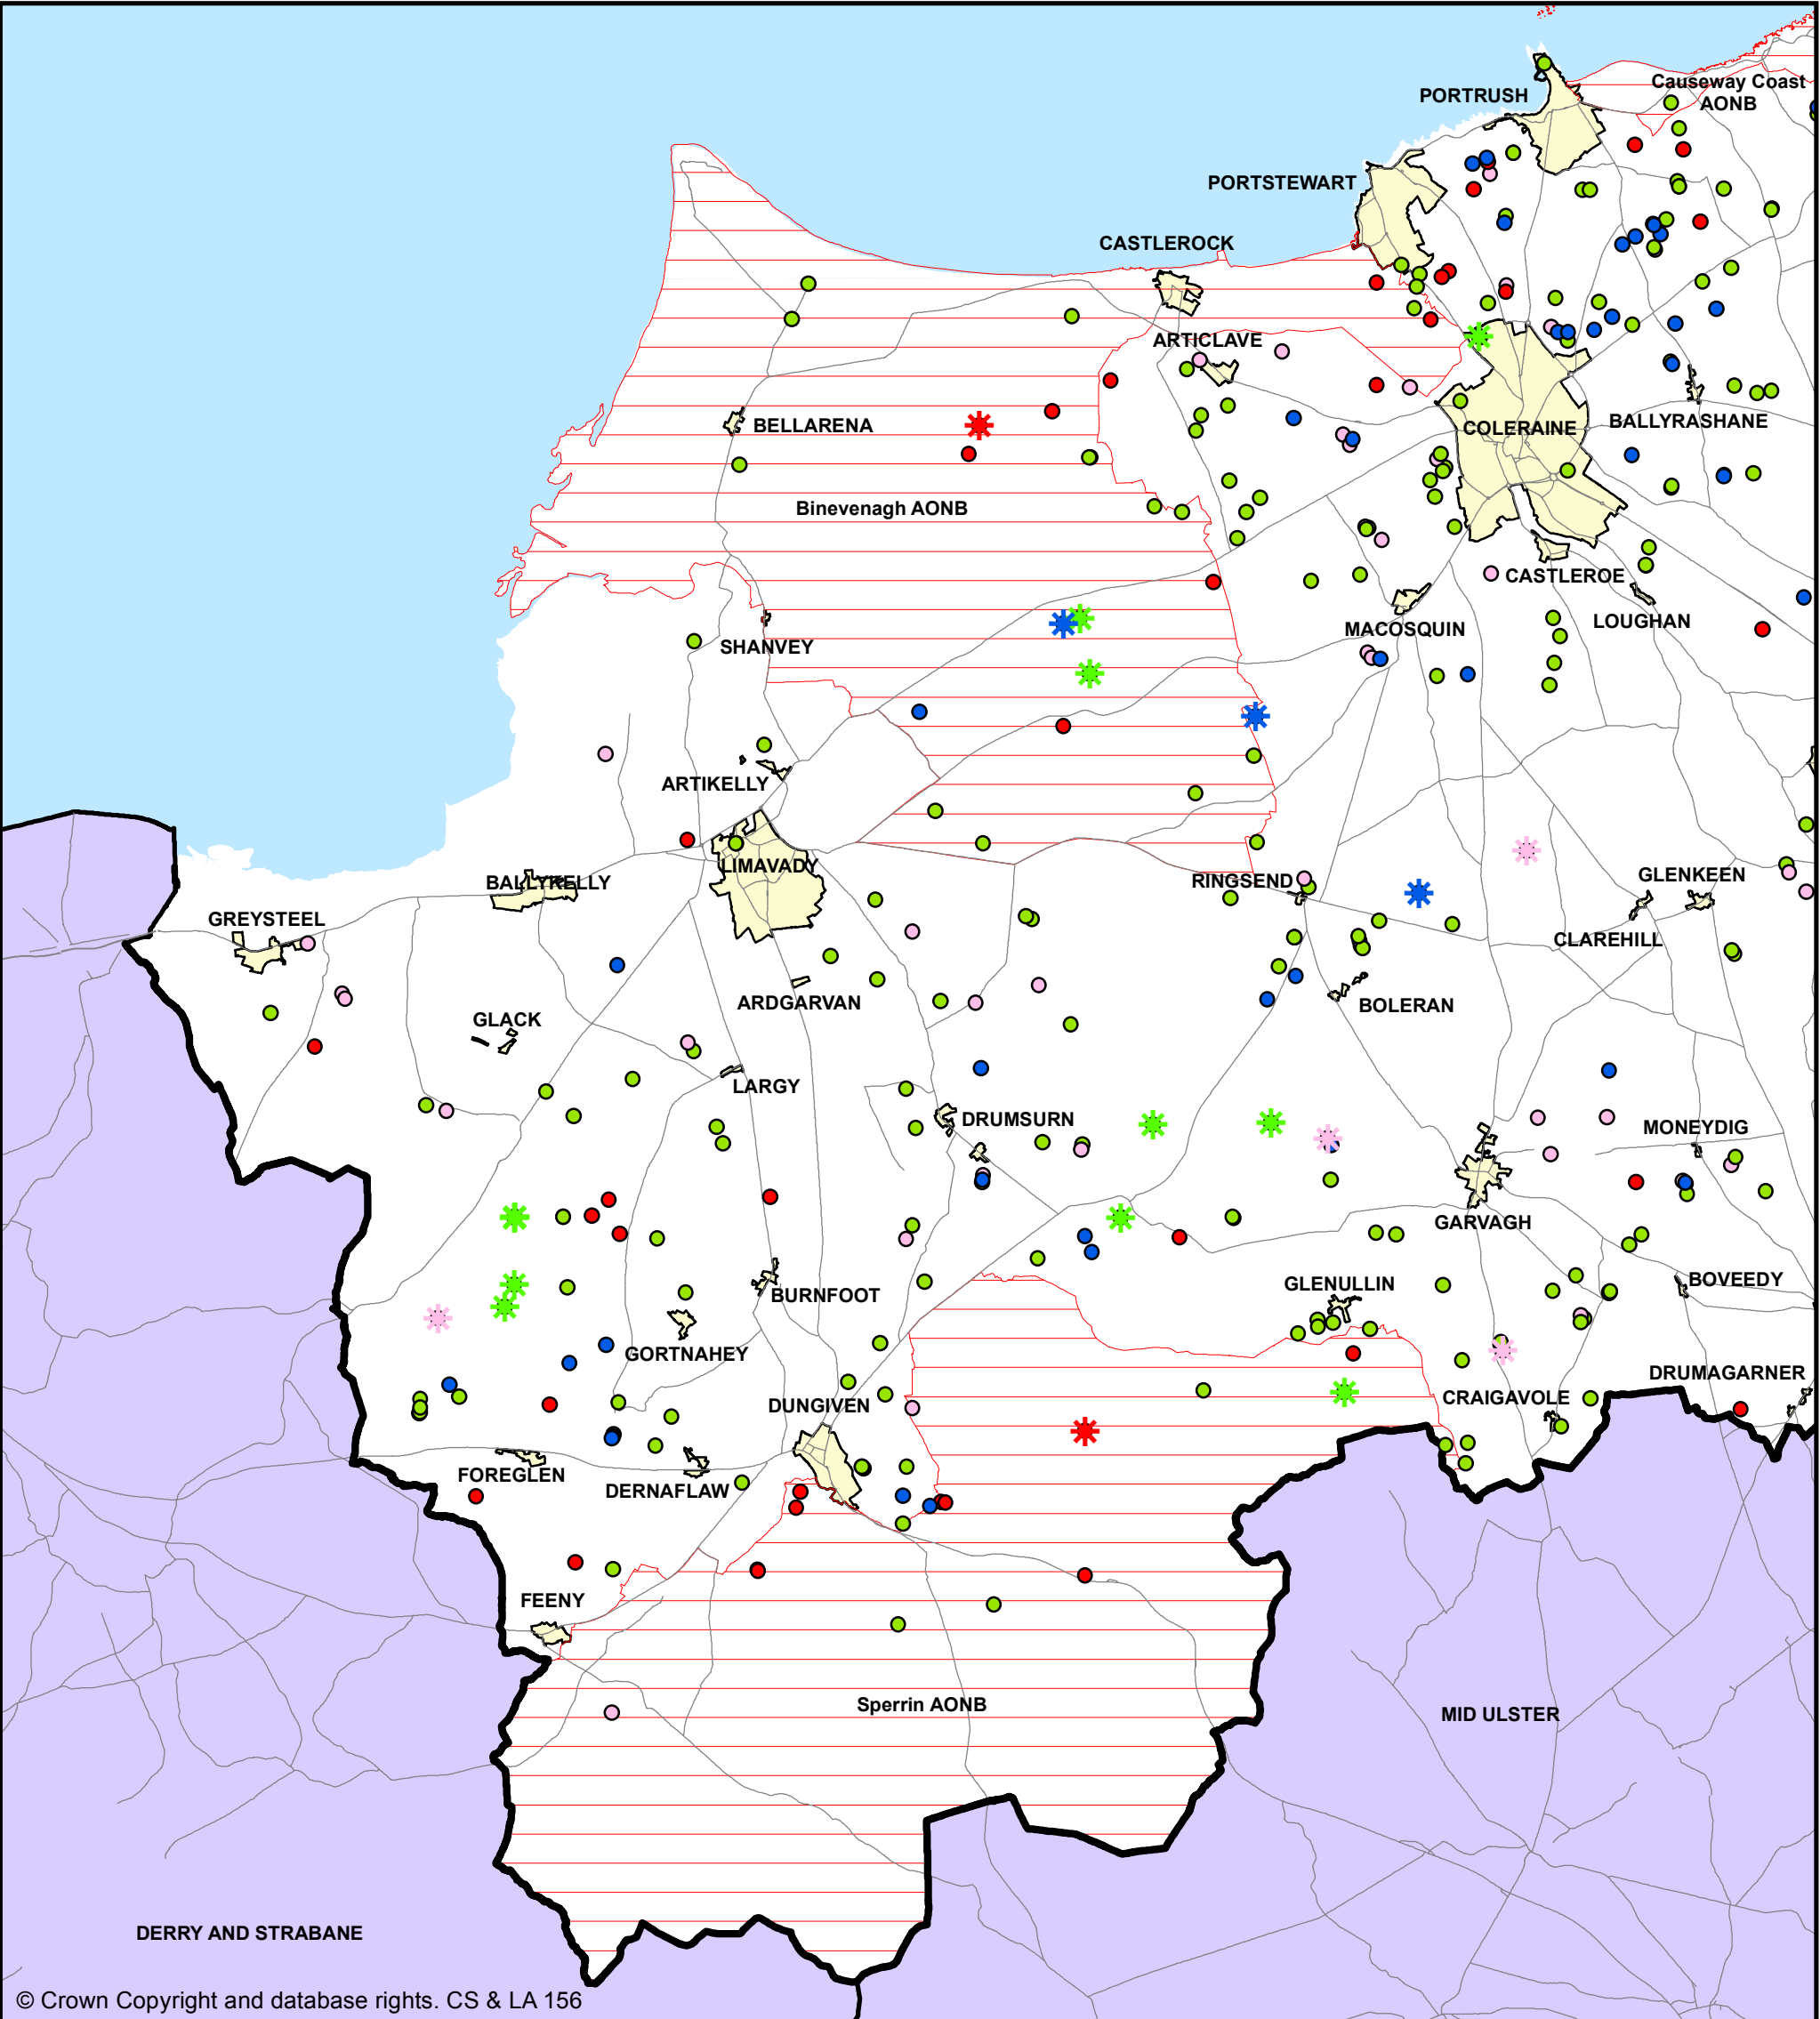 Causeway Coast
AONB
PORTRUSH
PORTSTEWART
CASTLEROCK
ARTICLAVE
BELLARENA
BALLYRASHANE
COLERAINE
Binevenagh AONB
CASTLEROE
LOUGHAN
MACOSQUIN
SHANVEY
ARTIKELLY
LIMAVADY
GLENKEEN
RINGSEND
BALLYKELLY
GREYSTEEL
CLAREHILL
ARDGARVAN
BOLERAN
GLACK
LARGY
DRUMSURN
MONEYDIG
GARVAGH
BOVEEDY
GLENULLIN
BURNFOOT
GORTNAHEY
DRUMAGARNER
CRAIGAVOLE
DUNGIVEN
FOREGLEN
DERNAFLAW
FEENY
Sperrin AONB
MID ULSTER
DERRY AND STRABANE
© Crown Copyright and database rights. CS & LA 156